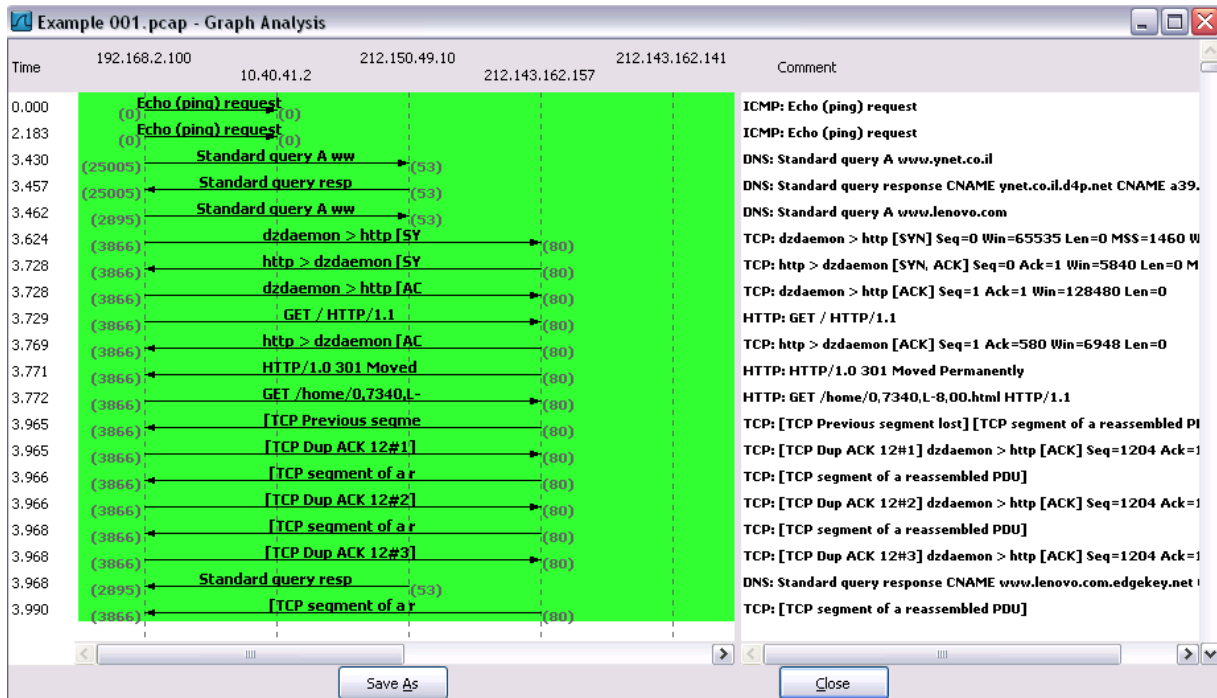 Example 001.pcap - Graph Analysis
192.168.2.100 212.150.49.10 212.143.162.141
Time 10.40.41.2 212.143.162.157 Comment
0.000 Echo (ping) request ICMP: Echo (ping) request
(0) (0)
2.183 Echo (ping) request ICMP: Echo (ping) request
(0) (0)
3.430 Standard query A ww DNS: Standard query A www.ynet.co.il
(25005) (53)
3.457 Standard query resp DNS: Standard query response CNAME ynet.co.il.d4p.net CNAME a39.
(25005) (53)
3.462 Standard query A ww DNS: Standard query A www.lenovo.com
(2895) (53)
3.624 dzdaemon > http [SY TCP: dzdaemon > http [SYN] Seq=0 Win=65535 Len=0 MSS=1460 W
(3866) (80)
3.728 http > dzdaemon [SY TCP: http > dzdaemon [SYN, ACK] Seq=0 Ack=1 Win=5840 Len=0 M
(3866) (80)
3.728 dzdaemon > http [AC TCP: dzdaemon > http [ACK] Seq=1 Ack=1 Win=128480 Len=0
(3866) (80)
3.729 GET / HTTP/1.1 HTTP: GET / HTTP/1.1
(3866) (80)
3.769 http > dzdaemon [AC TCP: http > dzdaemon [ACK] Seq=1 Ack=580 Win=6948 Len=0
(3866) (80)
3.771 HTTP/1.0 301 Moved HTTP: HTTP/1.0 301 Moved Permanently
(3866) (80)
3.772 GET /home/0,7340,L- HTTP: GET /home/0,7340,L-8,00.html HTTP/1.1
(3866) (80)
3.965 [TCP Previous segme TCP: [TCP Previous segment lost] [TCP segment of a reassembled P
(3866) (80)
3.965 [TCP Dup ACK 12#1] TCP: [TCP Dup ACK 12#1] dzdaemon > http [ACK] Seq=1204 Ack=1
(3866) (80)
3.966 [TCP segment of a r TCP: [TCP segment of a reassembled PDU]
(3866) (80)
3.966 [TCP Dup ACK 12#2] TCP: [TCP Dup ACK 12#2] dzdaemon > http [ACK] Seq=1204 Ack=1
(3866) (80)
3.968 [TCP segment of a r TCP: [TCP segment of a reassembled PDU]
(3866) (80)
3.968 [TCP Dup ACK 12#3] TCP: [TCP Dup ACK 12#3] dzdaemon > http [ACK] Seq=1204 Ack=1
(3866) (80)
3.968 Standard query resp DNS: Standard query response CNAME www.lenovo.com.edgekey.net
(2895) (53)
3.990 [TCP segment of a r TCP: [TCP segment of a reassembled PDU]
(3866) (80)
Save As Close